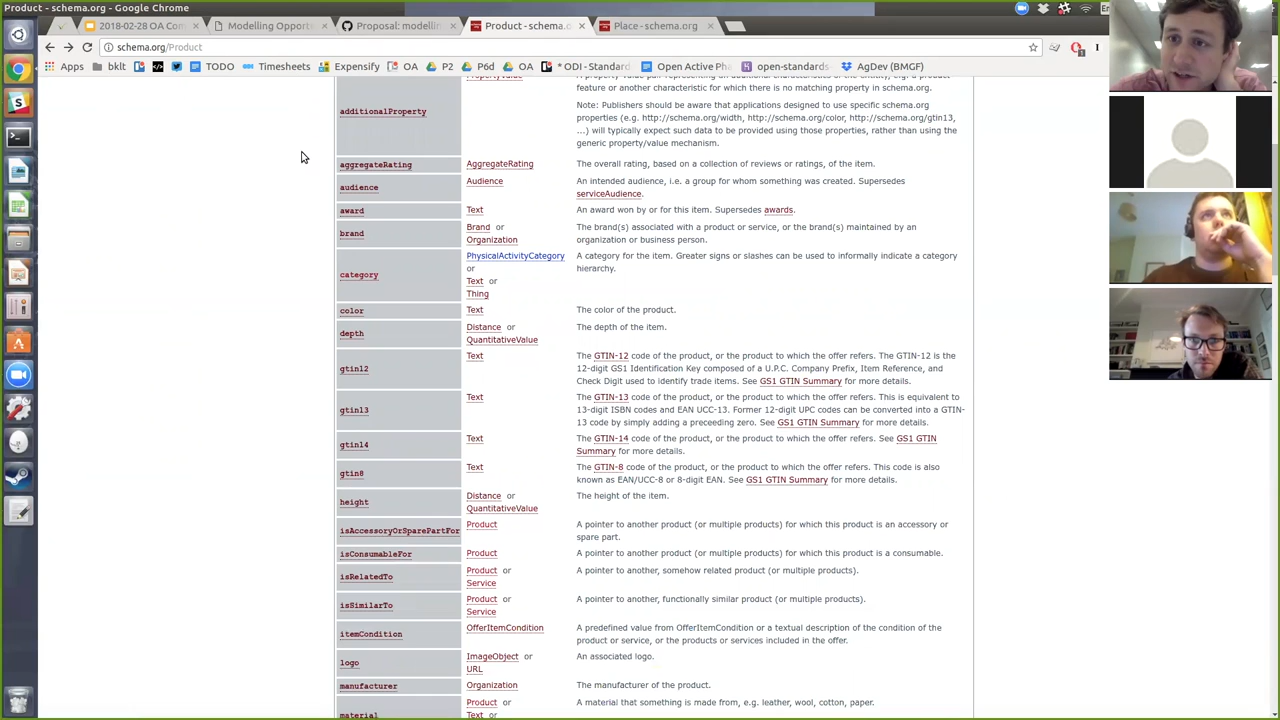 Product - schema.org - Google Chrome
2018-02-28 OA Com
Modelling Opport
Proposal: modellin
Product - schema.org
Place - schema.org
schema.org/Product
Apps
bklt
TODO
Timesheets
Expensify
OA
P2
P6d
OA
* ODI - Standard
Open Active Pha
open-standards
AgDev (BMGF)
feature or another characteristic for which there is no matching property in schema.org.
additionalProperty
Note: Publishers should be aware that applications designed to use specific schema.org
properties (e.g. http://schema.org/width, http://schema.org/color, http://schema.org/gtin13,
...) will typically expect such data to be provided using those properties, rather than using the
generic property/value mechanism.
aggregateRating AggregateRating The overall rating, based on a collection of reviews or ratings, of the item.
audience Audience An intended audience, i.e. a group for whom something was created. Supersedes
serviceAudience.
award Text An award won by or for this item. Supersedes awards.
brand Brand or The brand(s) associated with a product or service, or the brand(s) maintained by an
Organization organization or business person.
category PhysicalActivityCategory A category for the item. Greater signs or slashes can be used to informally indicate a category
or hierarchy.
Text or
Thing
color Text The color of the product.
depth Distance or The depth of the item.
QuantitativeValue
gtin12 Text The GTIN-12 code of the product, or the product to which the offer refers. The GTIN-12 is the
12-digit GS1 Identification Key composed of a U.P.C. Company Prefix, Item Reference, and
Check Digit used to identify trade items. See GS1 GTIN Summary for more details.
gtin13 Text The GTIN-13 code of the product, or the product to which the offer refers. This is equivalent to
13-digit ISBN codes and EAN UCC-13. Former 12-digit UPC codes can be converted into a GTIN-
13 code by simply adding a preceeding zero. See GS1 GTIN Summary for more details.
gtin14 Text The GTIN-14 code of the product, or the product to which the offer refers. See GS1 GTIN
Summary for more details.
gtin8 Text The GTIN-8 code of the product, or the product to which the offer refers. This code is also
known as EAN/UCC-8 or 8-digit EAN. See GS1 GTIN Summary for more details.
height Distance or The height of the item.
QuantitativeValue
isAccessoryOrSparePartFor Product A pointer to another product (or multiple products) for which this product is an accessory or
spare part.
isConsumableFor Product A pointer to another product (or multiple products) for which this product is a consumable.
isRelatedTo Product or A pointer to another, somehow related product (or multiple products).
Service
isSimilarTo Product or A pointer to another, functionally similar product (or multiple products).
Service
itemCondition OfferItemCondition A predefined value from OfferItemCondition or a textual description of the condition of the
product or service, or the products or services included in the offer.
logo ImageObject or An associated logo.
URL
manufacturer Organization The manufacturer of the product.
material Product or A material that something is made from, e.g. leather, wool, cotton, paper.
Text or